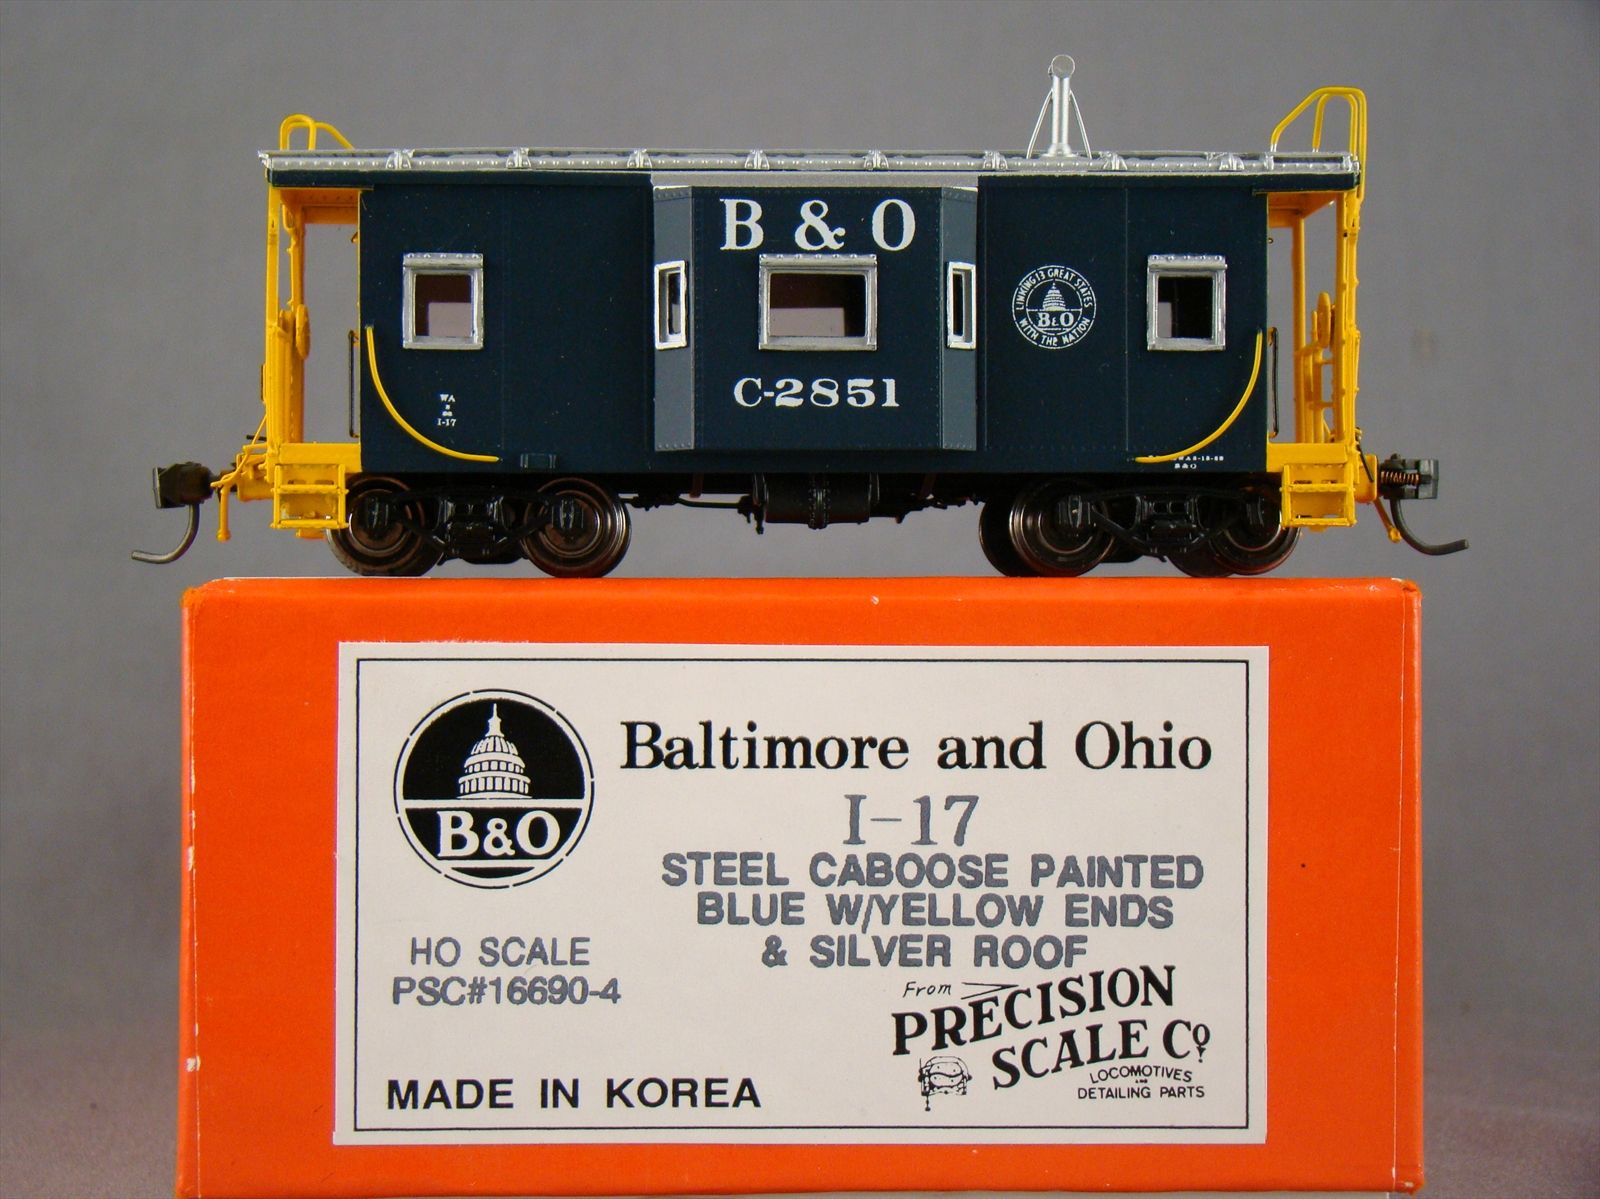 B & O
LINKING 13 GREAT STATES
B&O
WITH THE NATION
C-2851
WA
I-17
B&O
Baltimore and Ohio
I-17
STEEL CABOOSE PAINTED
BLUE W/YELLOW ENDS
& SILVER ROOF
B&O
HO SCALE
PSC#16690-4
From
PRECISION
SCALE Co
LOCOMOTIVES
AND
DETAILING PARTS
MADE IN KOREA